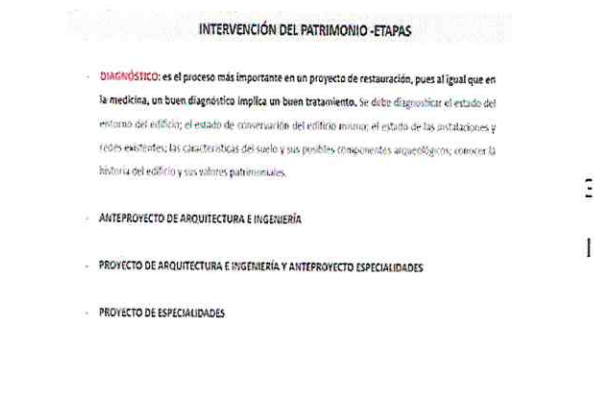 INTERVENCIÓN DEL PATRIMONIO -ETAPAS
- DIAGNÓSTICO: es el proceso más importante en un proyecto de restauración, pues al igual que en
la medicina, un buen diagnóstico implica un buen tratamiento. Se debe diagnosticar el estado del
entorno del edificio; el estado de conservación del edificio mismo; el estado de las instalaciones y
redes existentes; las características del suelo y sus posibles componentes arqueológicos; conocer la
historia del edificio y sus valores patrimoniales.
- ANTEPROYECTO DE ARQUITECTURA E INGENIERÍA
- PROYECTO DE ARQUITECTURA E INGENIERÍA Y ANTEPROYECTO ESPECIALIDADES
- PROYECTO DE ESPECIALIDADES